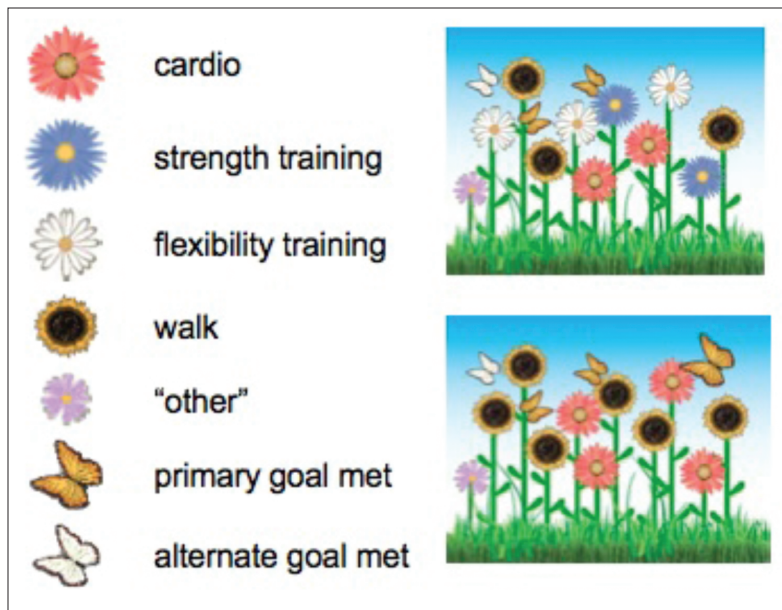 cardio
strength training
flexibility training
walk
“other”
primary goal met
alternate goal met